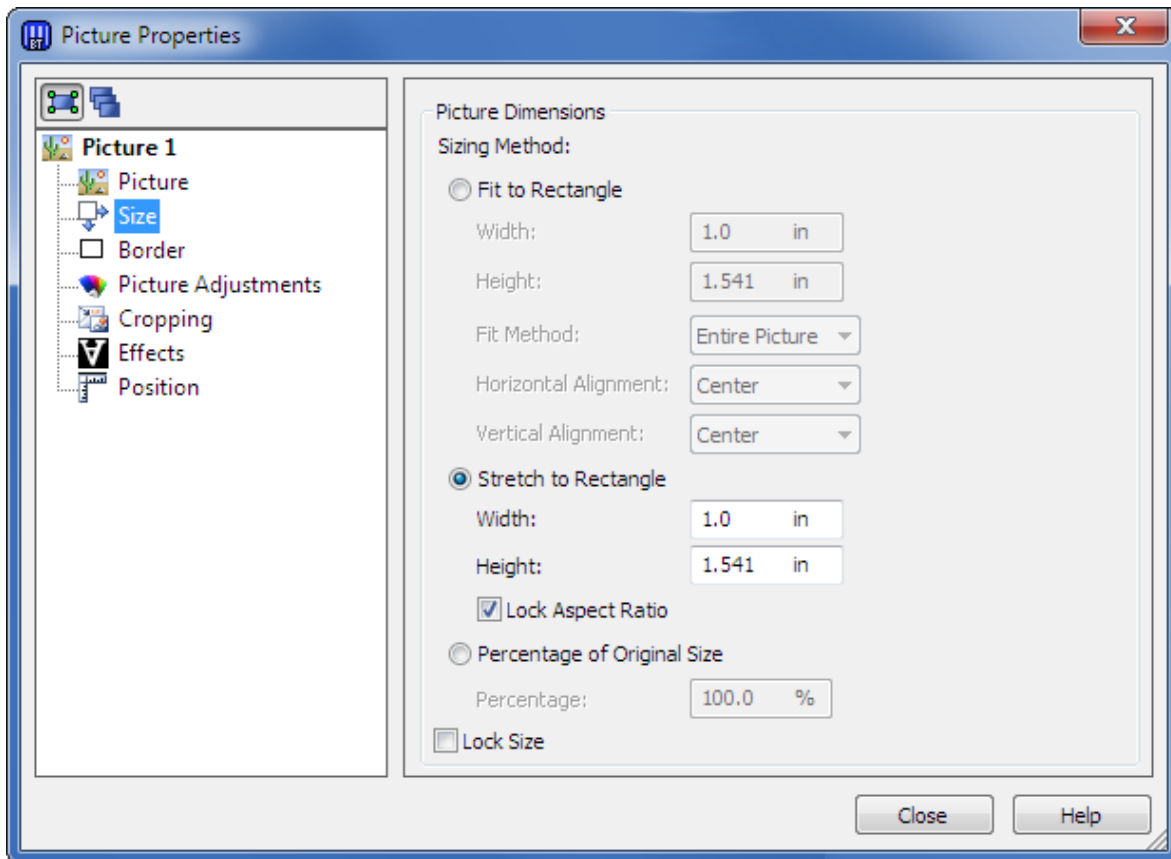 Picture Properties
Picture 1
Picture
Size
Border
Picture Adjustments
Cropping
Effects
Position
Picture Dimensions
Sizing Method:
Fit to Rectangle
Width: 1.0 in
Height: 1.541 in
Fit Method: Entire Picture
Horizontal Alignment: Center
Vertical Alignment: Center
Stretch to Rectangle
Width: 1.0 in
Height: 1.541 in
Lock Aspect Ratio
Percentage of Original Size
Percentage: 100.0 %
Lock Size
Close Help